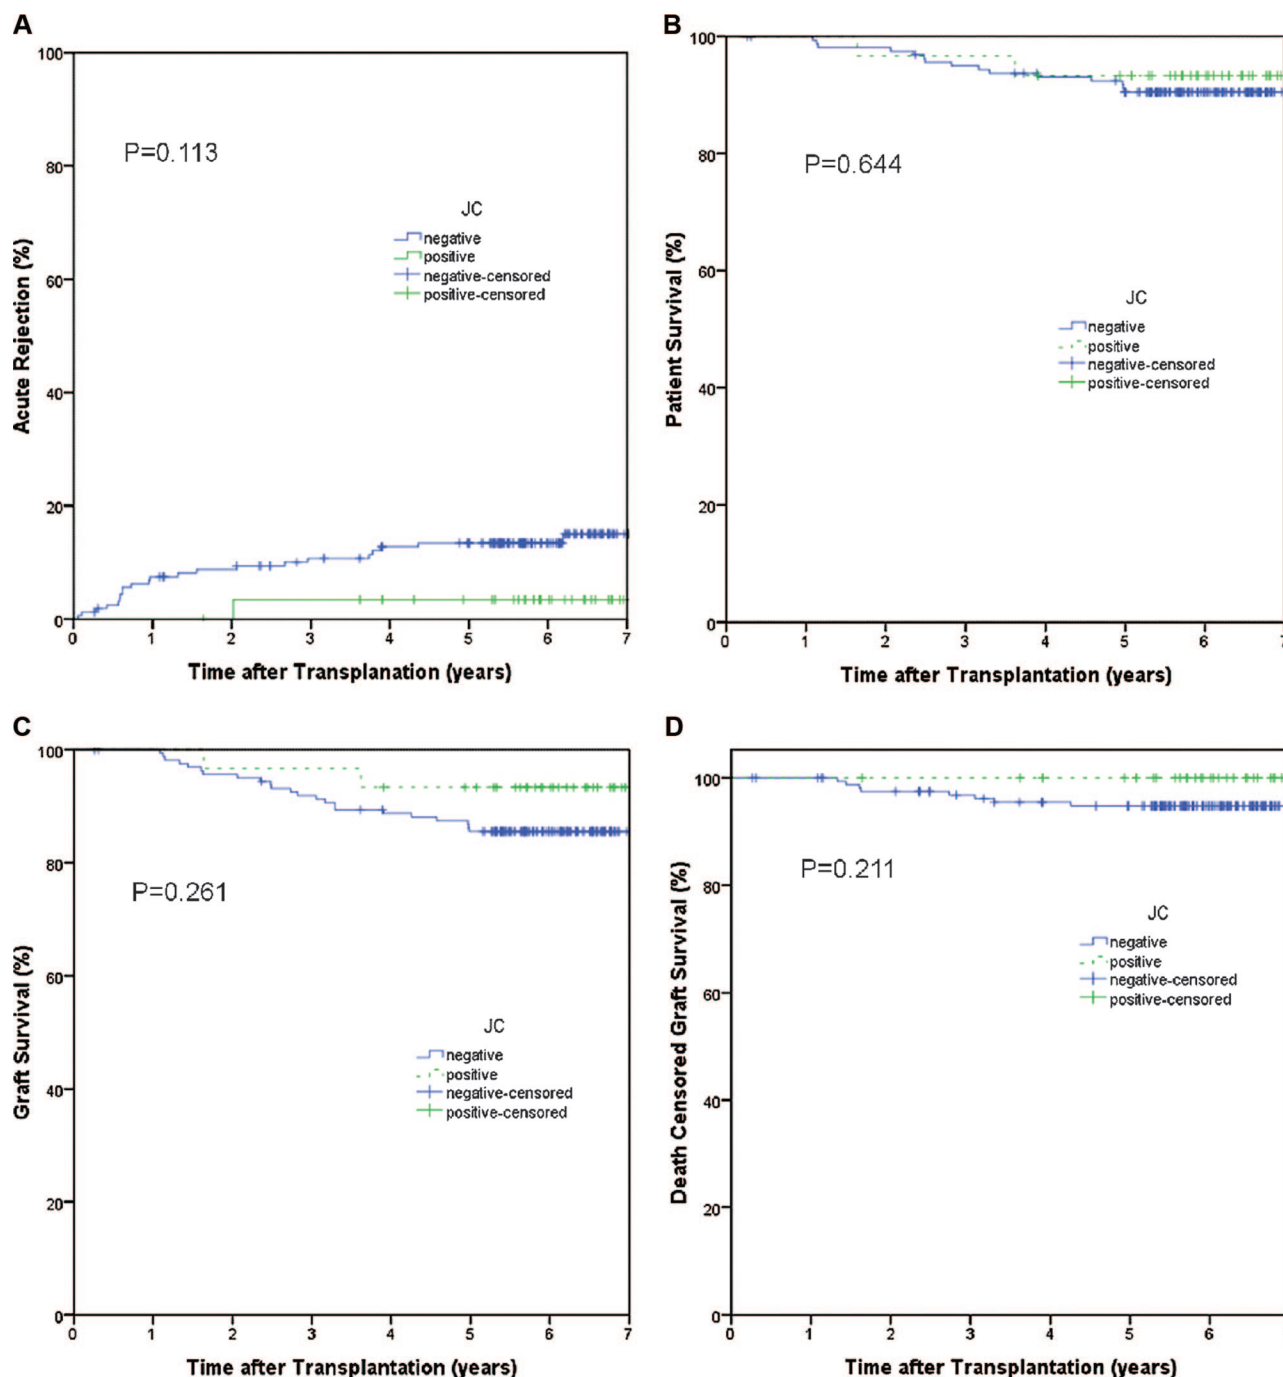 A
100
80
60
40
20
0
Acute Rejection (%)
P=0.113
JC
negative
positive
negative-censored
positive-censored
0 1 2 3 4 5 6 7
Time after Transplanation (years)
B
100
80
60
40
20
0
Patient Survival (%)
P=0.644
JC
negative
positive
negative-censored
positive-censored
0 1 2 3 4 5 6 7
Time after Transplantation (years)
C
100
80
60
40
20
0
Graft Survival (%)
P=0.261
JC
negative
positive
negative-censored
positive-censored
0 1 2 3 4 5 6 7
Time after Transplantation (years)
D
100
80
60
40
20
0
Death Censored Graft Survival (%)
P=0.211
JC
negative
positive
negative-censored
positive-censored
0 1 2 3 4 5 6
Time after Transplantation (years)